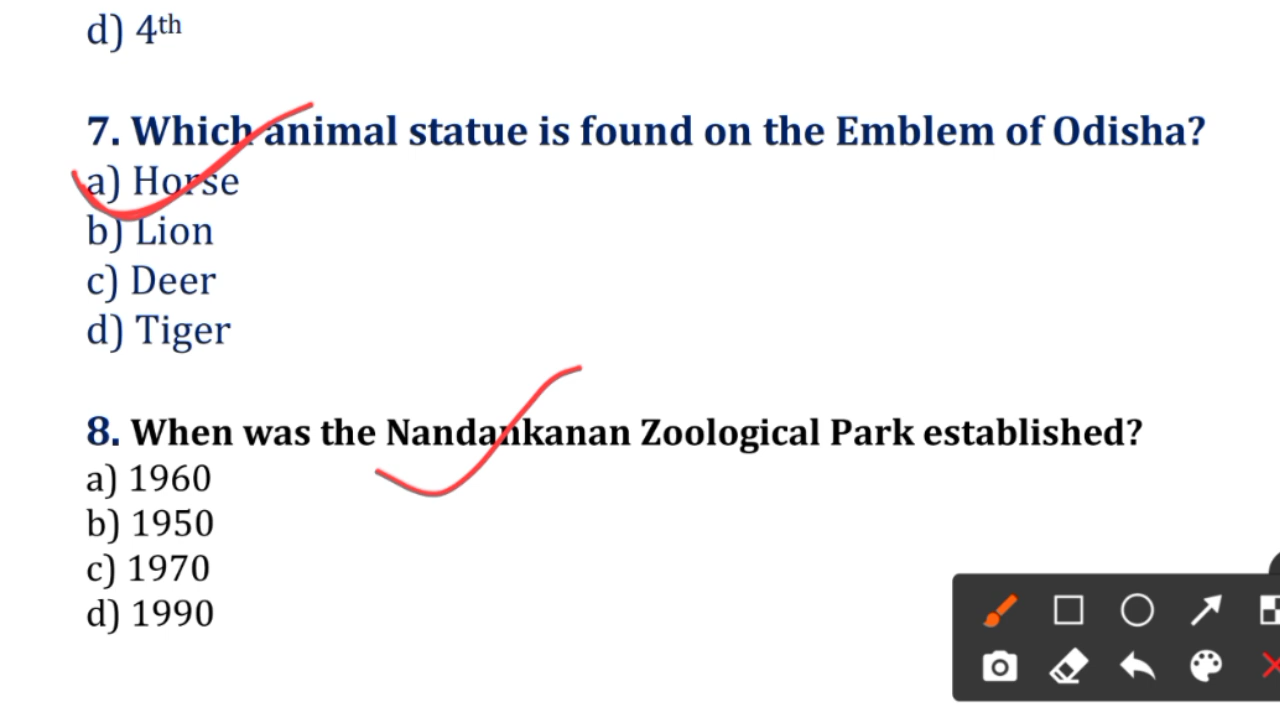 d) 4th
7. Which animal statue is found on the Emblem of Odisha?
a) Horse
b) Lion
c) Deer
d) Tiger
8. When was the Nandankanan Zoological Park established?
a) 1960
b) 1950
c) 1970
d) 1990